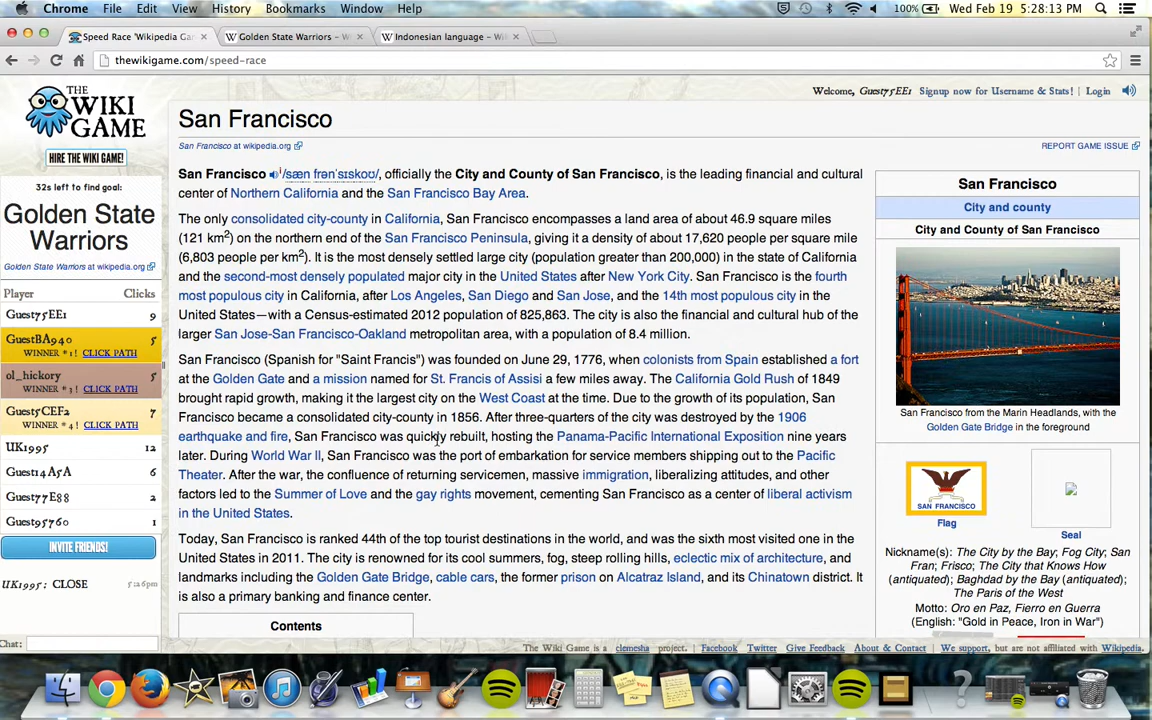 Chrome File Edit View History Bookmarks Window Help 100% Wed Feb 19 5:28:13 PM
Speed Race 'Wikipedia Ga × Golden State Warriors – W × Indonesian language – Wi ×
thewikigame.com/speed-race
THE WIKI GAME
HIRE THE WIKI GAME!
32s left to find goal:
Golden State
Warriors
Golden State Warriors at wikipedia.org
Player Clicks
Guest75EE1 9
GuestBA940 5
WINNER #1! CLICK PATH
ol_hickory 5
WINNER #3! CLICK PATH
Guest5CEF2 7
WINNER #4! CLICK PATH
UK1995 12
Guest14A5A 6
Guest77E88 2
Guest95760 1
INVITE FRIENDS!
UK1995: CLOSE 5:26pm
Chat:
Welcome, Guest75EE1 Signup now for Username & Stats! | Login
San Francisco
San Francisco at wikipedia.org REPORT GAME ISSUE
San Francisco i/sæn frənˈsɪskoʊ/, officially the City and County of San Francisco, is the leading financial and cultural
center of Northern California and the San Francisco Bay Area.
The only consolidated city-county in California, San Francisco encompasses a land area of about 46.9 square miles
(121 km2) on the northern end of the San Francisco Peninsula, giving it a density of about 17,620 people per square mile
(6,803 people per km2). It is the most densely settled large city (population greater than 200,000) in the state of California
and the second-most densely populated major city in the United States after New York City. San Francisco is the fourth
most populous city in California, after Los Angeles, San Diego and San Jose, and the 14th most populous city in the
United States—with a Census-estimated 2012 population of 825,863. The city is also the financial and cultural hub of the
larger San Jose-San Francisco-Oakland metropolitan area, with a population of 8.4 million.
San Francisco (Spanish for "Saint Francis") was founded on June 29, 1776, when colonists from Spain established a fort
at the Golden Gate and a mission named for St. Francis of Assisi a few miles away. The California Gold Rush of 1849
brought rapid growth, making it the largest city on the West Coast at the time. Due to the growth of its population, San
Francisco became a consolidated city-county in 1856. After three-quarters of the city was destroyed by the 1906
earthquake and fire, San Francisco was quickly rebuilt, hosting the Panama-Pacific International Exposition nine years
later. During World War II, San Francisco was the port of embarkation for service members shipping out to the Pacific
Theater. After the war, the confluence of returning servicemen, massive immigration, liberalizing attitudes, and other
factors led to the Summer of Love and the gay rights movement, cementing San Francisco as a center of liberal activism
in the United States.
Today, San Francisco is ranked 44th of the top tourist destinations in the world, and was the sixth most visited one in the
United States in 2011. The city is renowned for its cool summers, fog, steep rolling hills, eclectic mix of architecture, and
landmarks including the Golden Gate Bridge, cable cars, the former prison on Alcatraz Island, and its Chinatown district. It
is also a primary banking and finance center.
Contents
San Francisco
City and county
City and County of San Francisco
San Francisco from the Marin Headlands, with the
Golden Gate Bridge in the foreground
SAN FRANCISCO
Flag Seal
Nickname(s): The City by the Bay; Fog City; San
Fran; Frisco; The City that Knows How
(antiquated); Baghdad by the Bay (antiquated);
The Paris of the West
Motto: Oro en Paz, Fierro en Guerra
(English: "Gold in Peace, Iron in War")
The Wiki Game is a clemesha project. | Facebook | Twitter | Give Feedback | About & Contact | We support, but are not affiliated with Wikipedia.